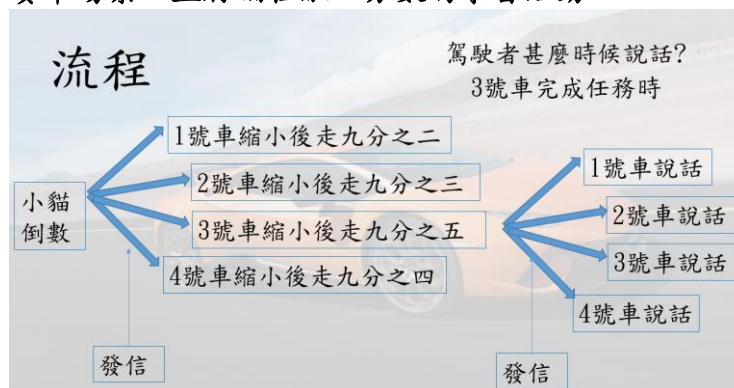 流程
駕駛者甚麼時候說話?
3號車完成任務時
1號車縮小後走九分之二
2號車縮小後走九分之三
3號車縮小後走九分之五
4號車縮小後走九分之四
小貓
倒數
發信
1號車說話
2號車說話
3號車說話
4號車說話
發信